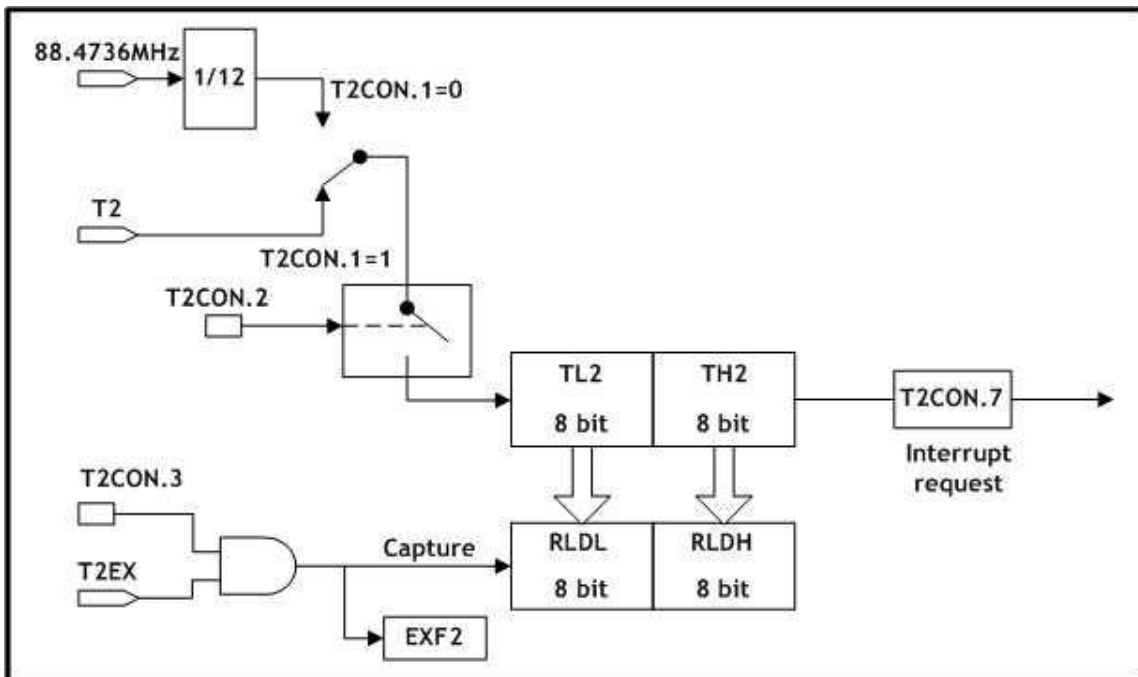 88.4736MHz
1/12
T2CON.1=0
T2
T2CON.1=1
T2CON.2
TL2
8 bit
TH2
8 bit
T2CON.7
Interrupt
request
T2CON.3
T2EX
Capture
RLDL
8 bit
RLDH
8 bit
EXF2